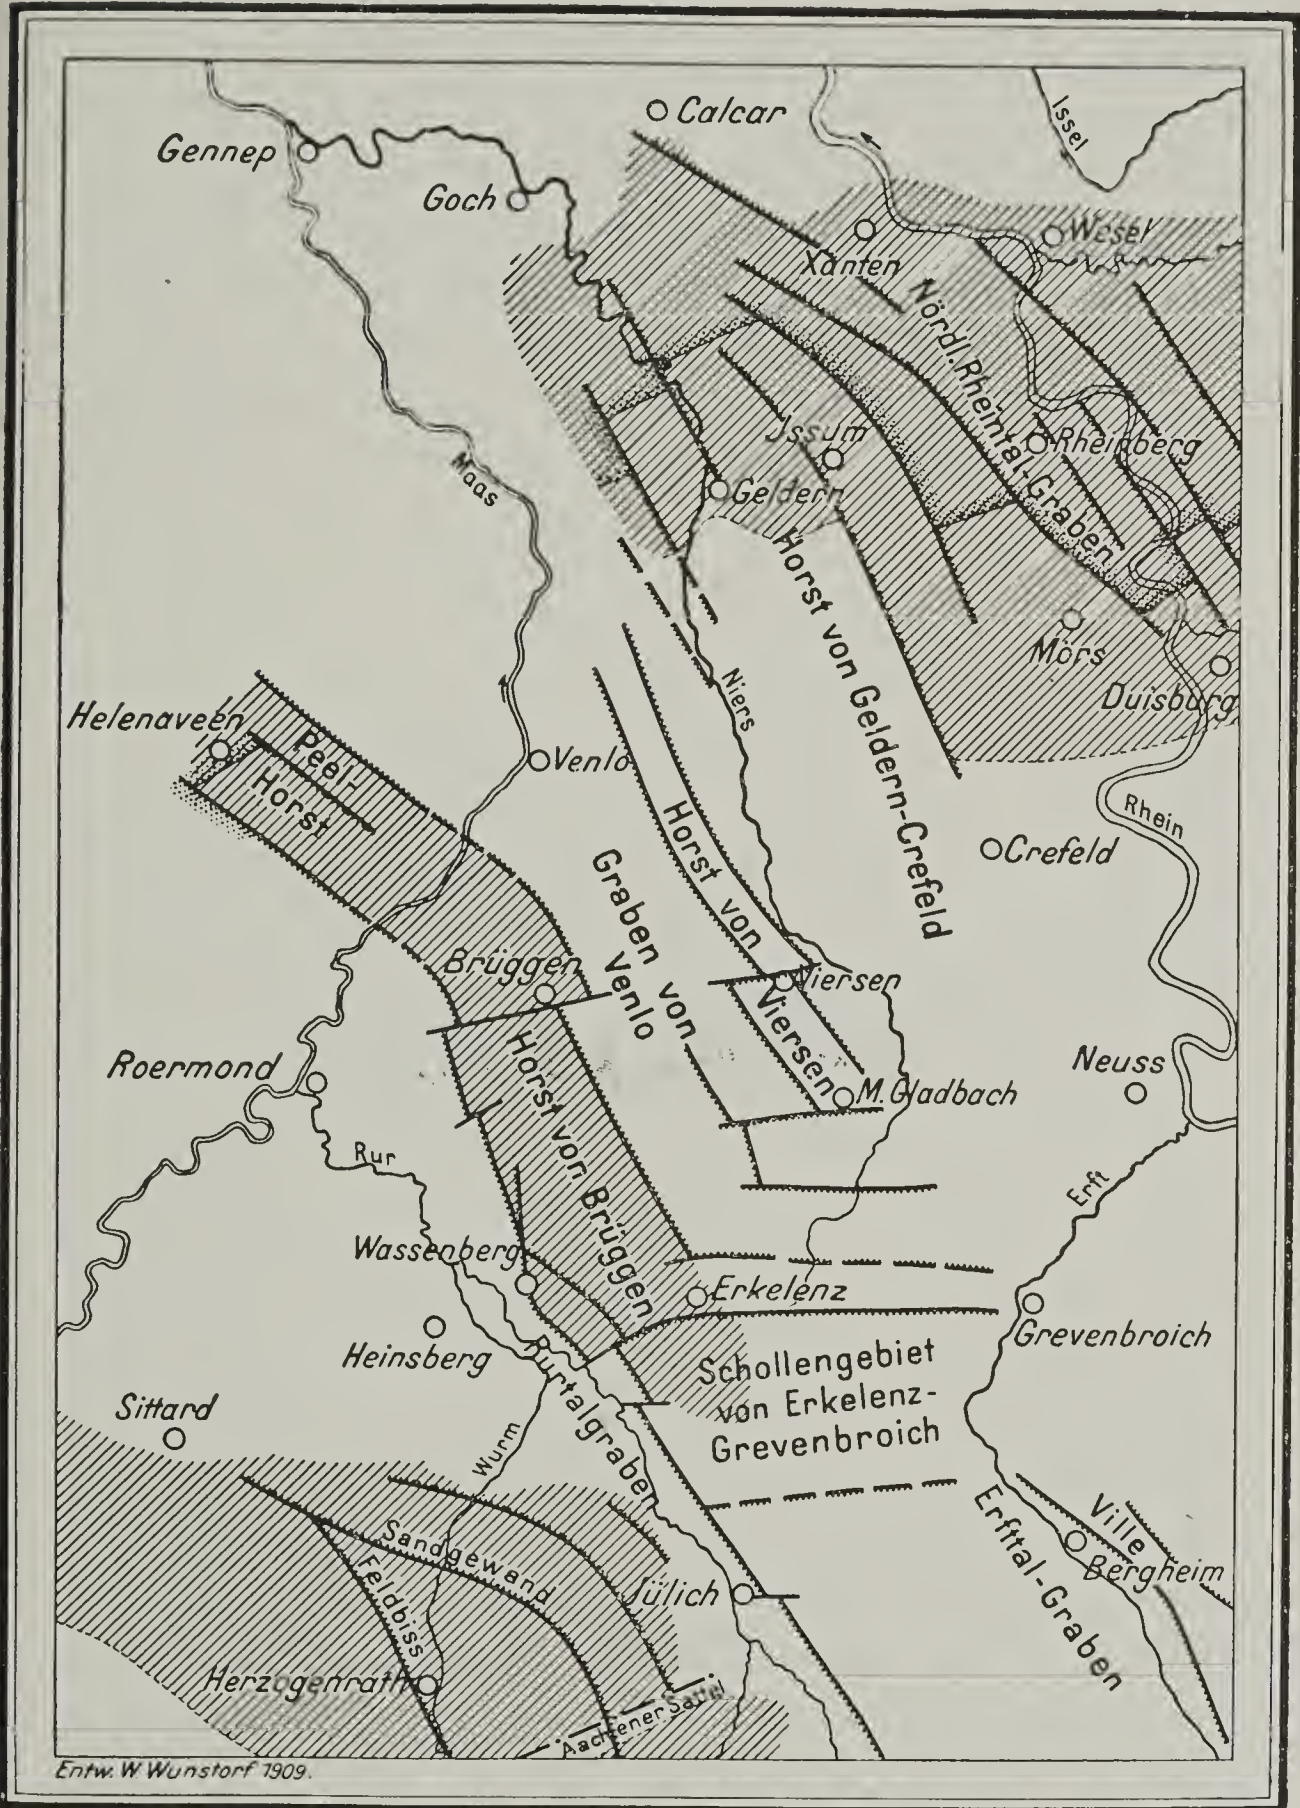 Calcar
Issel
Gennep
Goch
Wesel
Xanten
Nördl. Rheintal-Graben
Issum
Rheinberg
Geldern
Maas
Horst von Geldern-Crefeld
Mörs
Duisburg
Niers
Helenaveen
Peel-
Horst
Venlo
Rhein
Crefeld
Horst von
Viersen
Graben von
Venlo
Brüggen
Viersen
Roermond
Horst von Brüggen
M. Gladbach
Neuss
Rur
Erft
Wassenberg
Erkelenz
Grevenbroich
Heinsberg
Rurtalgraben
Schollengebiet
von Erkelenz-
Grevenbroich
Sittard
Wurm
Sandgewand
Feldbiss
Jülich
Erfttal-Graben
Ville
Bergheim
Herzogenrath
Aachener Sattel
Entw. W. Wunstorf 1909.